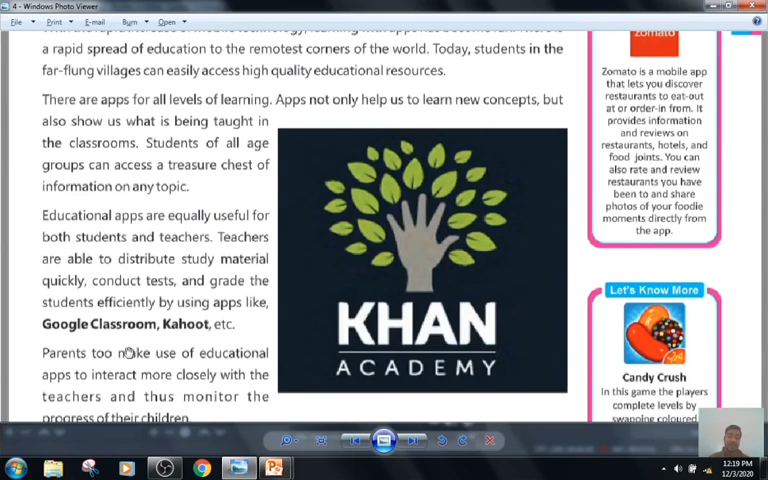 4 - Windows Photo Viewer
File Print E-mail Burn Open
a rapid spread of education to the remotest corners of the world. Today, students in the
far-flung villages can easily access high quality educational resources.
There are apps for all levels of learning. Apps not only help us to learn new concepts, but
also show us what is being taught in
the classrooms. Students of all age
groups can access a treasure chest of
information on any topic.
Educational apps are equally useful for
both students and teachers. Teachers
are able to distribute study material
quickly, conduct tests, and grade the
students efficiently by using apps like,
Google Classroom, Kahoot, etc.
Parents too make use of educational
apps to interact more closely with the
teachers and thus monitor the
progress of their children.
KHAN
ACADEMY
zomato
Zomato is a mobile app
that lets you discover
restaurants to eat-out
at or order-in from. It
provides information
and reviews on
restaurants, hotels, and
food joints. You can
also rate and review
restaurants you have
been to and share
photos of your foodie
moments directly from
the app.
Let's Know More
Candy Crush
In this game the players
complete levels by
swapping coloured
12:19 PM
12/3/2020